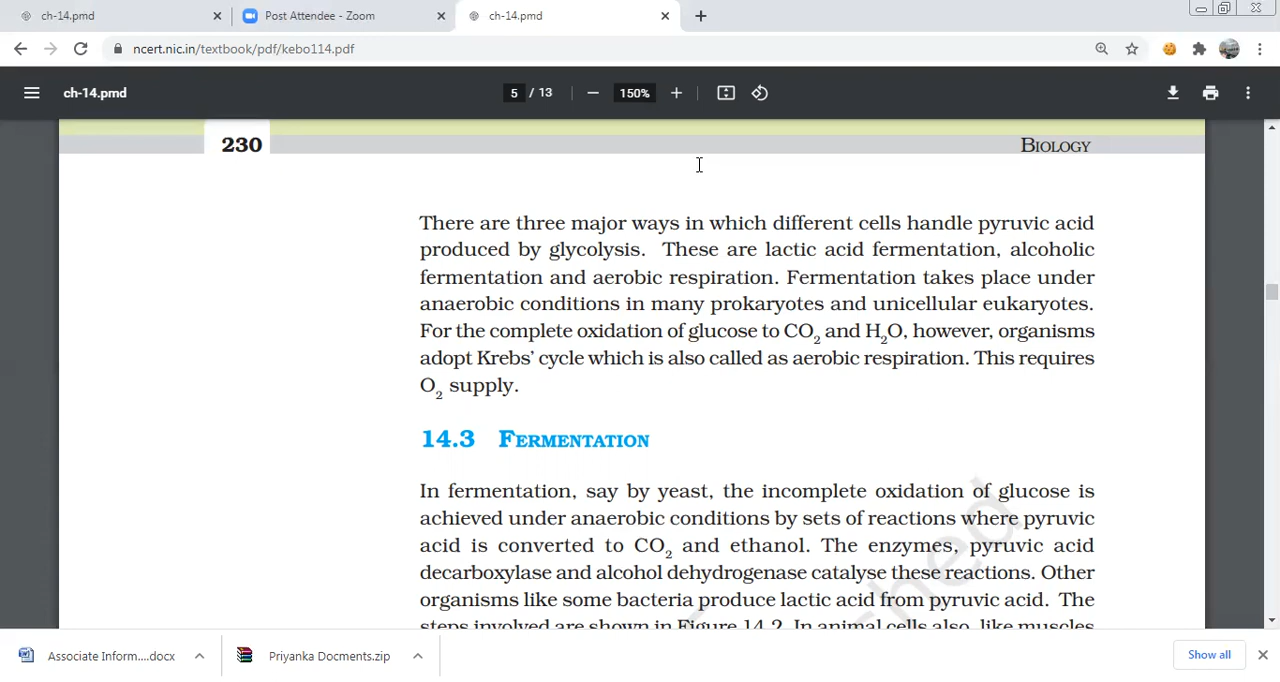 ch-14.pmd
Post Attendee - Zoom
ch-14.pmd
ncert.nic.in/textbook/pdf/kebo114.pdf
ch-14.pmd
5 / 13
150%
230
BIOLOGY
There are three major ways in which different cells handle pyruvic acid
produced by glycolysis. These are lactic acid fermentation, alcoholic
fermentation and aerobic respiration. Fermentation takes place under
anaerobic conditions in many prokaryotes and unicellular eukaryotes.
For the complete oxidation of glucose to CO₂ and H₂O, however, organisms
adopt Krebs’ cycle which is also called as aerobic respiration. This requires
O₂ supply.
14.3 FERMENTATION
In fermentation, say by yeast, the incomplete oxidation of glucose is
achieved under anaerobic conditions by sets of reactions where pyruvic
acid is converted to CO₂ and ethanol. The enzymes, pyruvic acid
decarboxylase and alcohol dehydrogenase catalyse these reactions. Other
organisms like some bacteria produce lactic acid from pyruvic acid. The
steps involved are shown in Figure 14.2. In animal cells also, like muscles
Associate Inform....docx
Priyanka Docments.zip
Show all